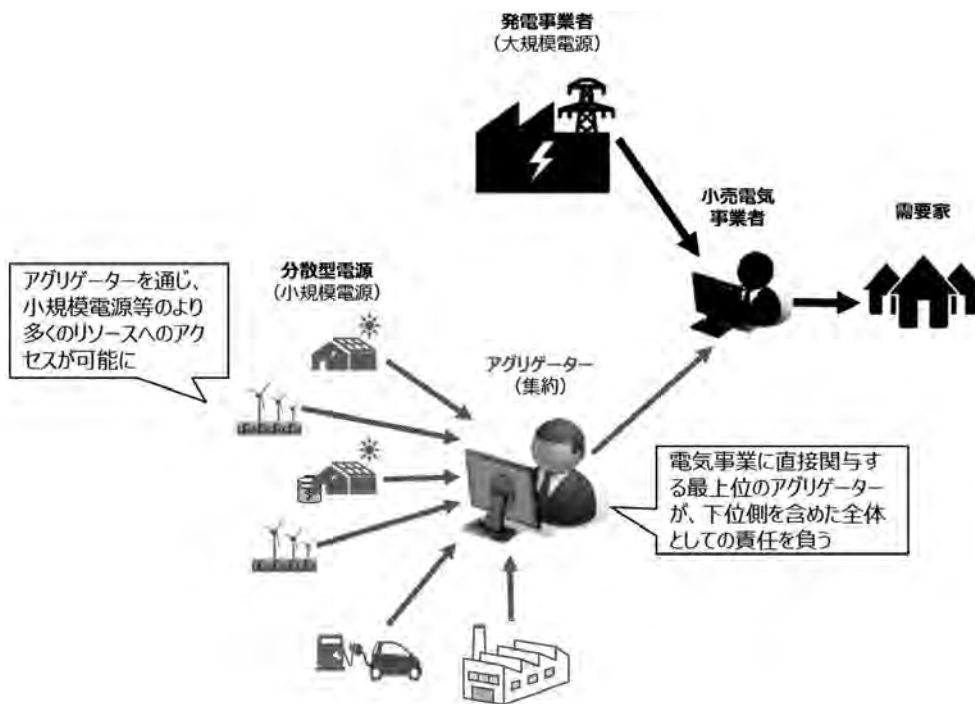 発電事業者
（大規模電源）
小売電気
事業者
需要家
アグリゲーターを通じ、
小規模電源等のより
多くのリソースへのアク
セスが可能に
分散型電源
（小規模電源）
アグリゲーター
（集約）
電気事業に直接関与す
る最上位のアグリゲーター
が、下位側を含めた全体
としての責任を負う